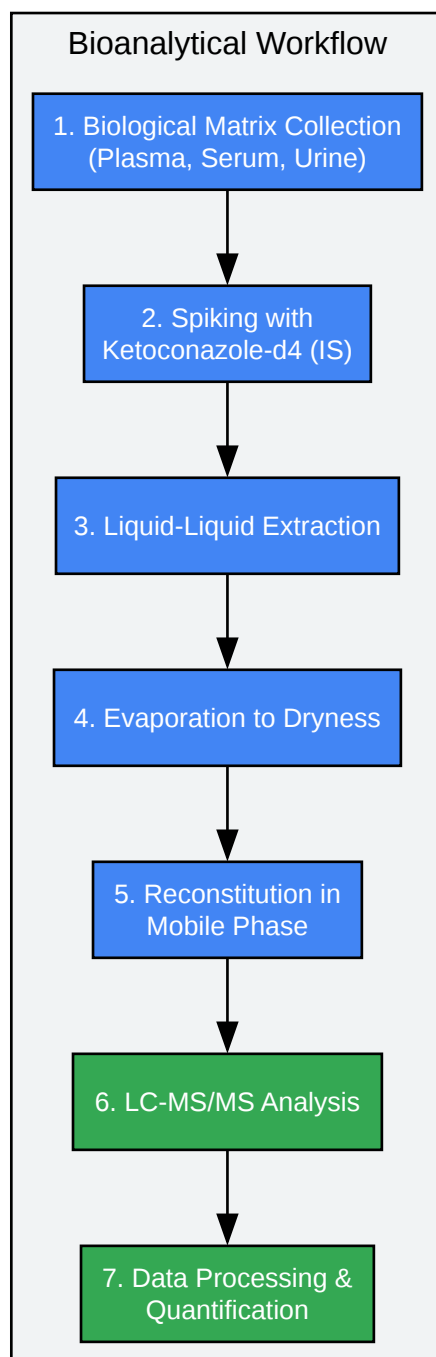 Bioanalytical Workflow
1. Biological Matrix Collection
(Plasma, Serum, Urine)
2. Spiking with
Ketoconazole-d4 (IS)
3. Liquid-Liquid Extraction
4. Evaporation to Dryness
5. Reconstitution in
Mobile Phase
6. LC-MS/MS Analysis
7. Data Processing &
Quantification